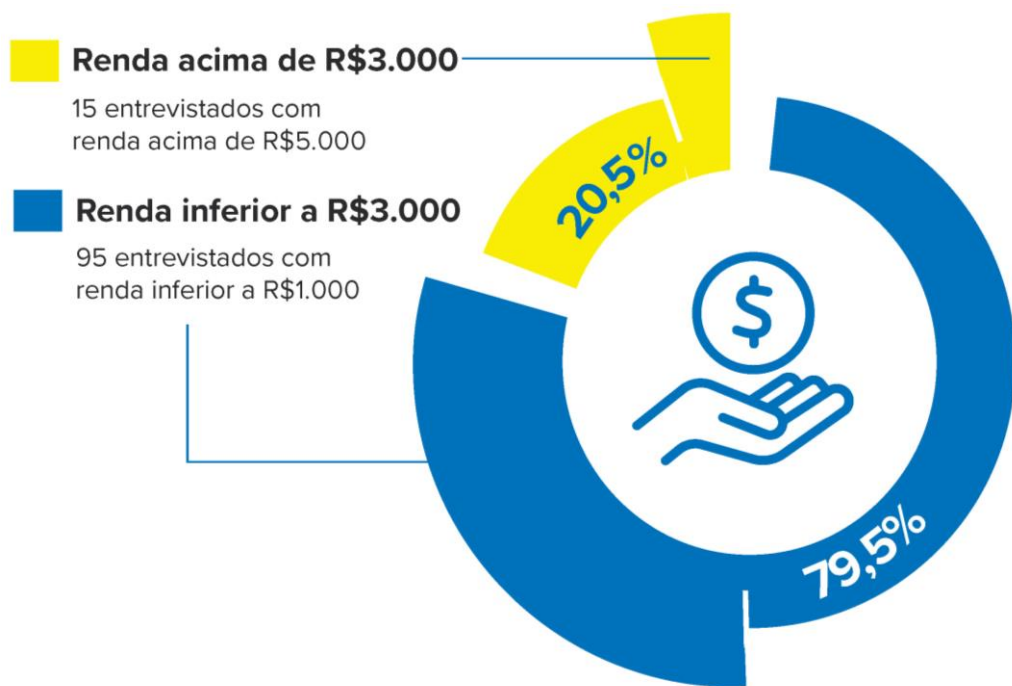 Renda acima de R$3.000
15 entrevistados com
renda acima de R$5.000
Renda inferior a R$3.000
95 entrevistados com
renda inferior a R$1.000
20,5%
$
79,5%